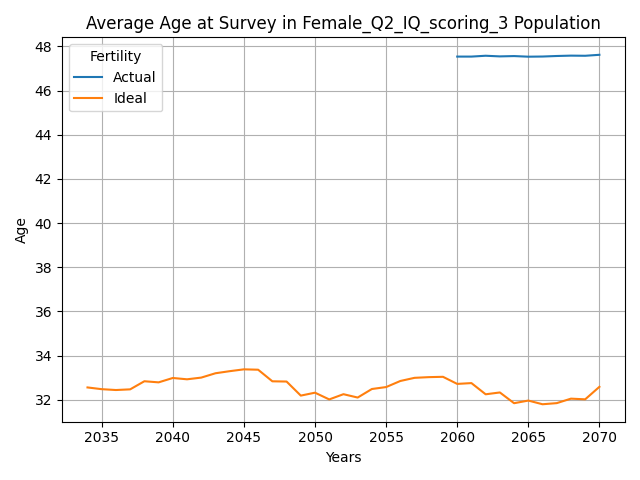 Average Age at Survey in Female_Q2_IQ_scoring_3 Population
Fertility
Actual
Ideal
48
46
44
42
40
38
36
34
32
Age
2035 2040 2045 2050 2055 2060 2065 2070
Years